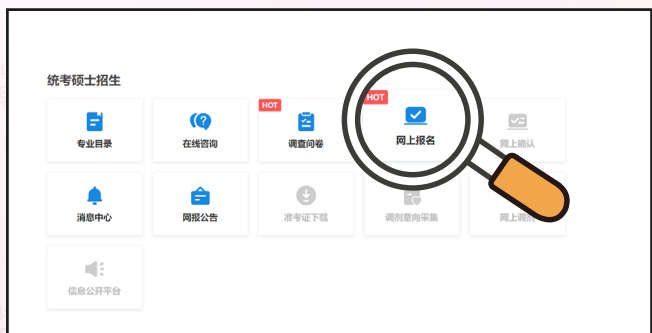 统考硕士招生
HOT
HOT
专业目录
在线咨询
调查问卷
网上报名
网上确认
消息中心
网报公告
准考证下载
调剂意向采集
网上调剂
信息公开平台